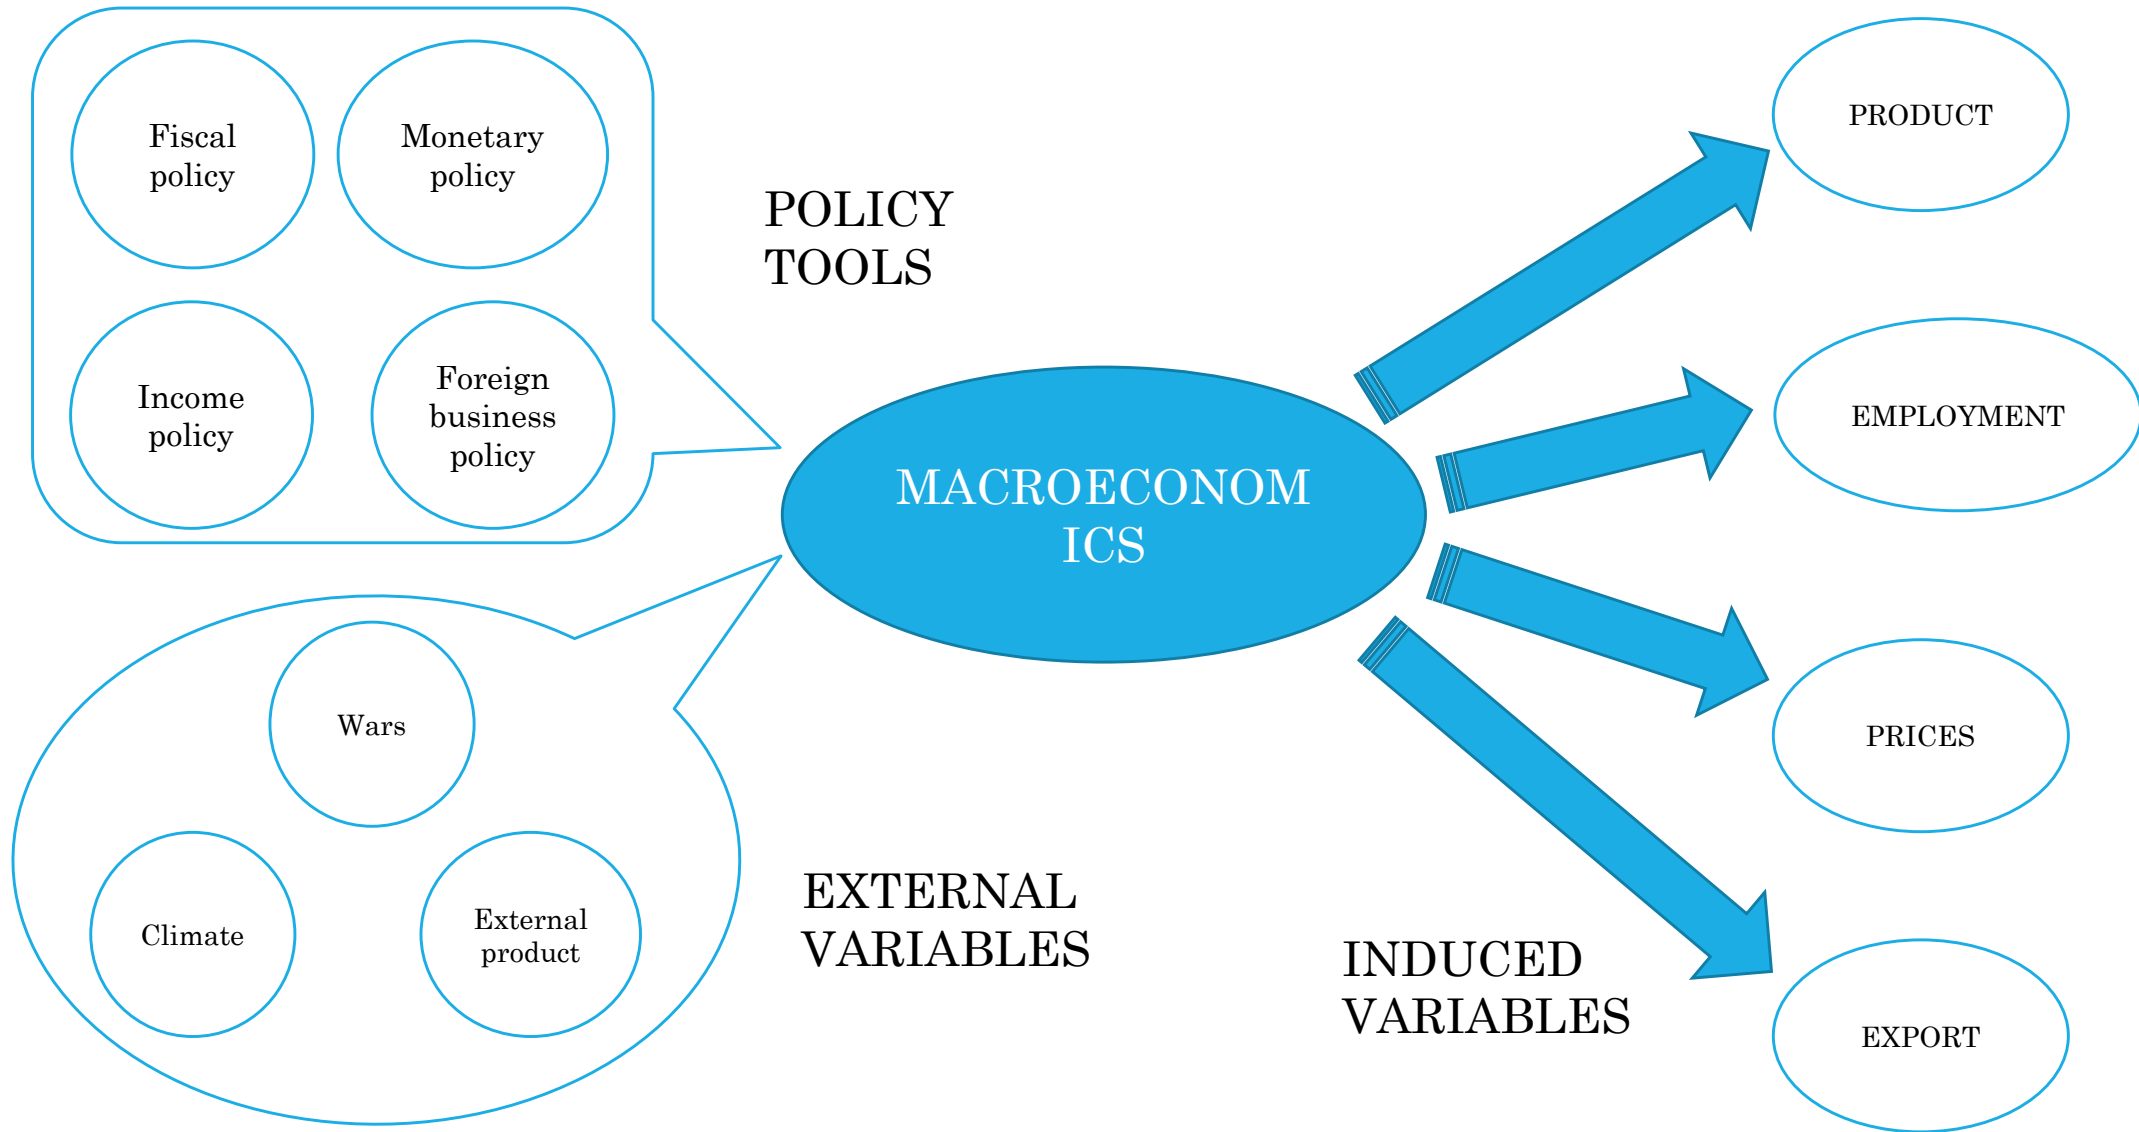 Fiscal
policy
Monetary
policy
Income
policy
Foreign
business
policy
POLICY
TOOLS
MACROECONOM
ICS
Wars
Climate
External
product
EXTERNAL
VARIABLES
INDUCED
VARIABLES
PRODUCT
EMPLOYMENT
PRICES
EXPORT